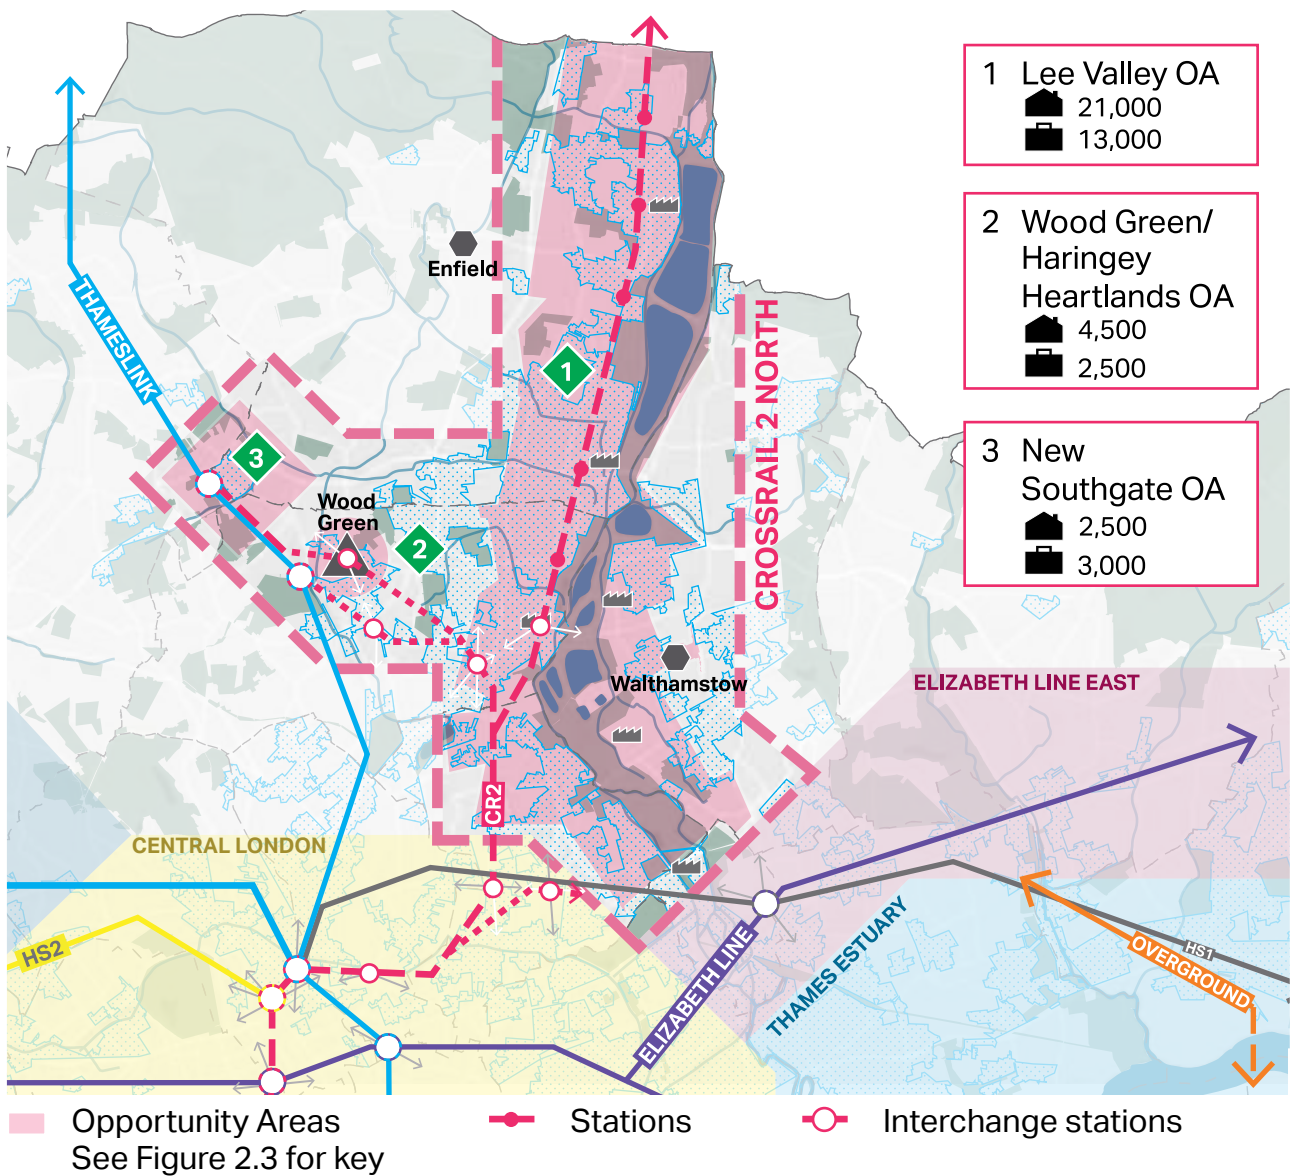 1 Lee Valley OA
21,000
13,000
2 Wood Green/
Haringey
Heartlands OA
4,500
2,500
3 New
Southgate OA
2,500
3,000
THAMESLINK
Enfield
1
CROSSRAIL 2 NORTH
3
Wood
Green
2
Walthamstow
ELIZABETH LINE EAST
CR2
CENTRAL LONDON
HS2
ELIZABETH LINE
THAMES ESTUARY
OVERGROUND
HS1
Opportunity Areas
See Figure 2.3 for key
Stations
Interchange stations